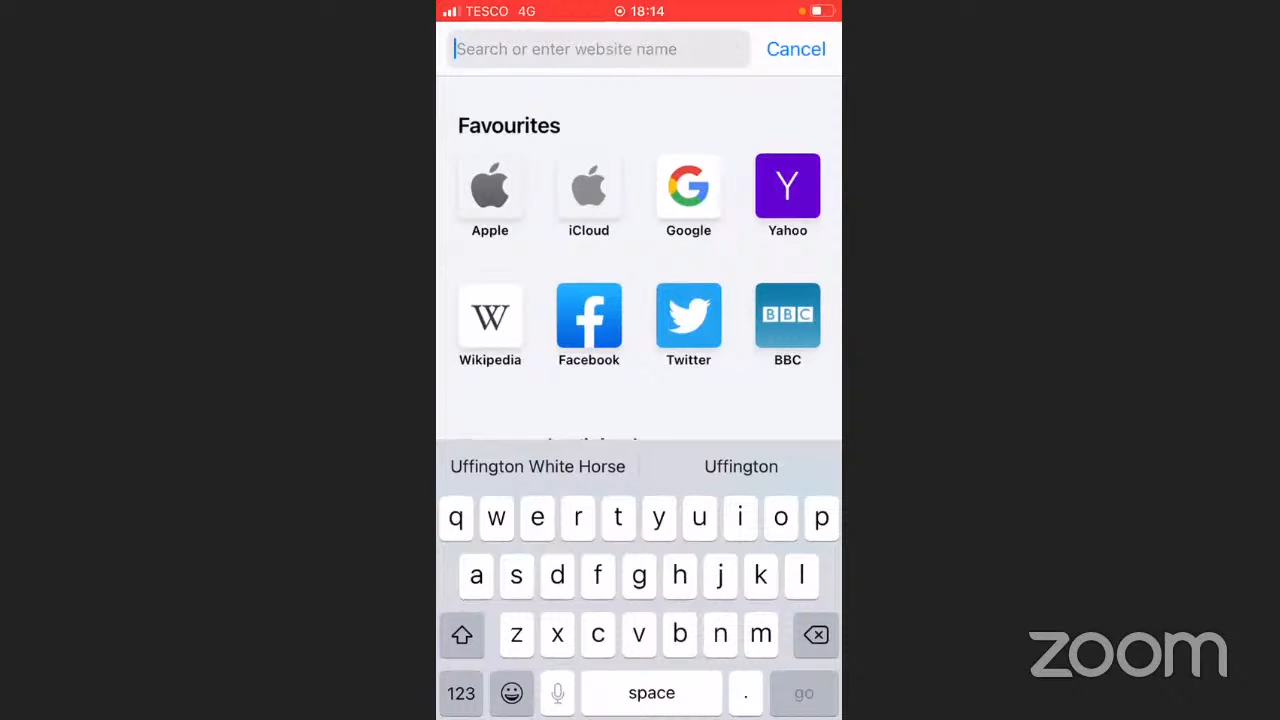 TESCO 4G 18:14
Search or enter website name Cancel
Favourites
Y
Apple iCloud Google Yahoo
W BBC
Wikipedia Facebook Twitter BBC
Uffington White Horse Uffington
q w e r t y u i o p
a s d f g h j k l
z x c v b n m
123 space . go
zoom